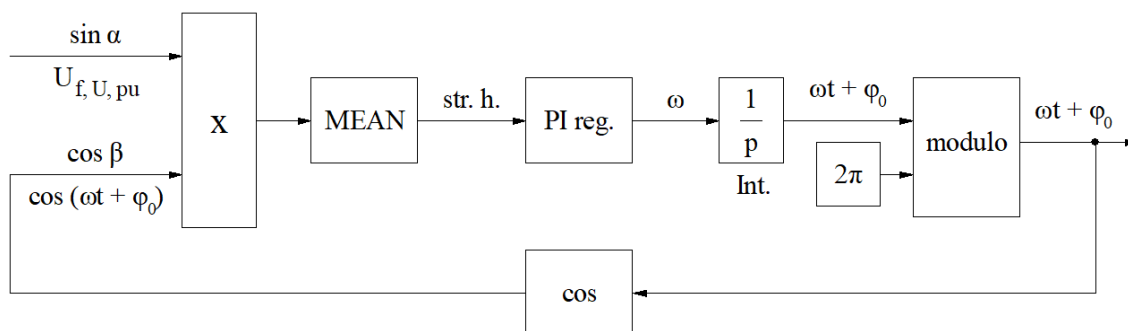 sin α
U f, U, pu
cos β
cos (ωt + φ0)
X
MEAN
str. h.
PI reg.
ω
1
p
Int.
ωt + φ0
2π
modulo
ωt + φ0
cos